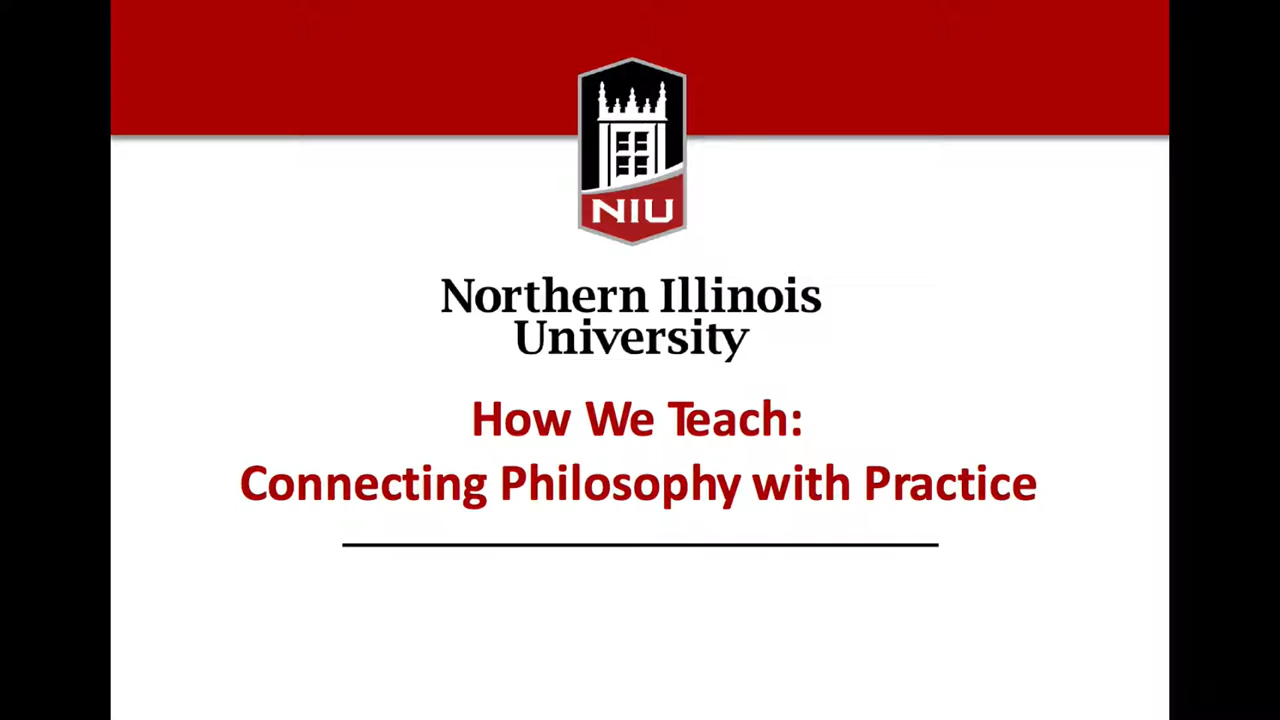 NIU
Northern Illinois
University
How We Teach:
Connecting Philosophy with Practice